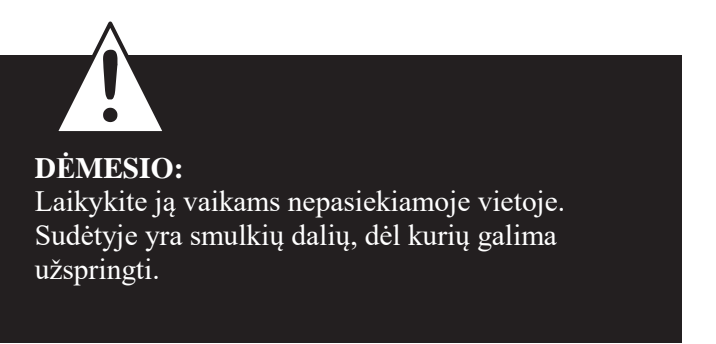 DĖMESIO:
Laikykite ją vaikams nepasiekiamoje vietoje.
Sudėtyje yra smulkių dalių, dėl kurių galima
užspringti.